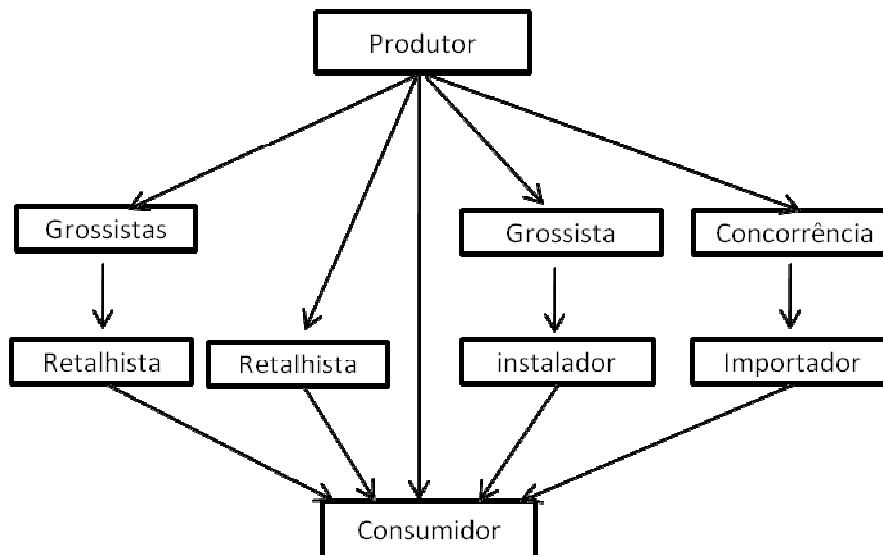 Produtor
Grossistas
Grossista
Concorrência
Retalhista
Retalhista
instalador
Importador
Consumidor